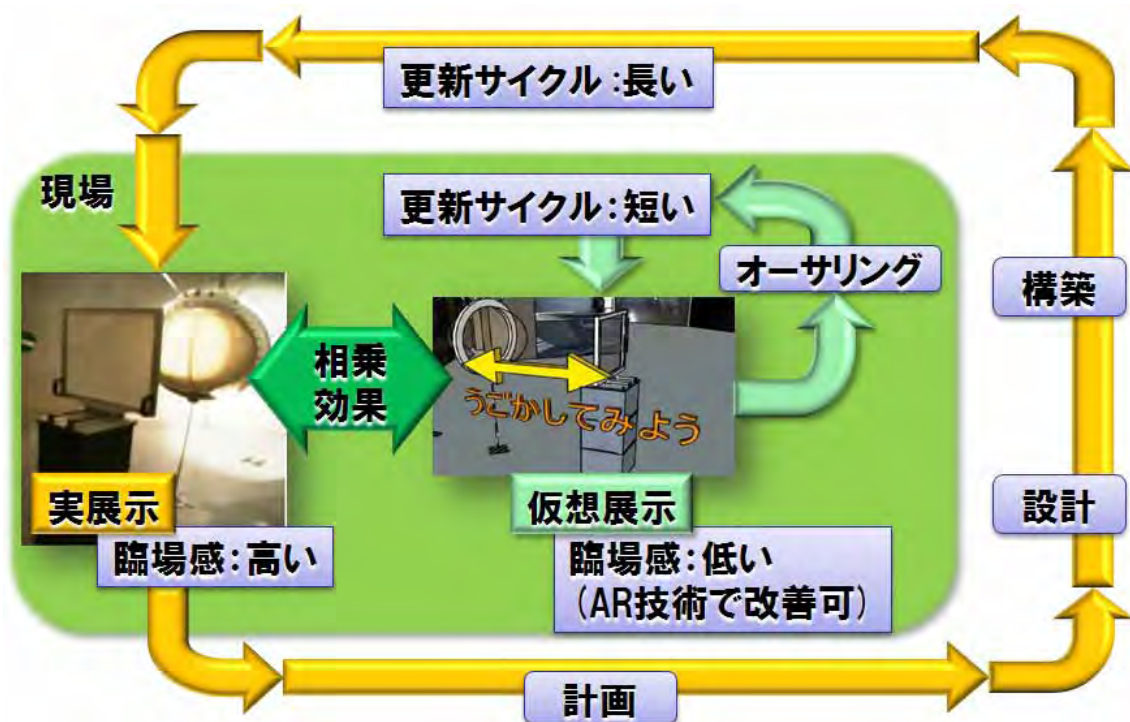 更新サイクル:長い
現場
更新サイクル:短い
オーサリング
構築
相乗
効果
うごかしてみよう
実展示
仮想展示
設計
臨場感:高い
臨場感:低い
(AR技術で改善可)
計画